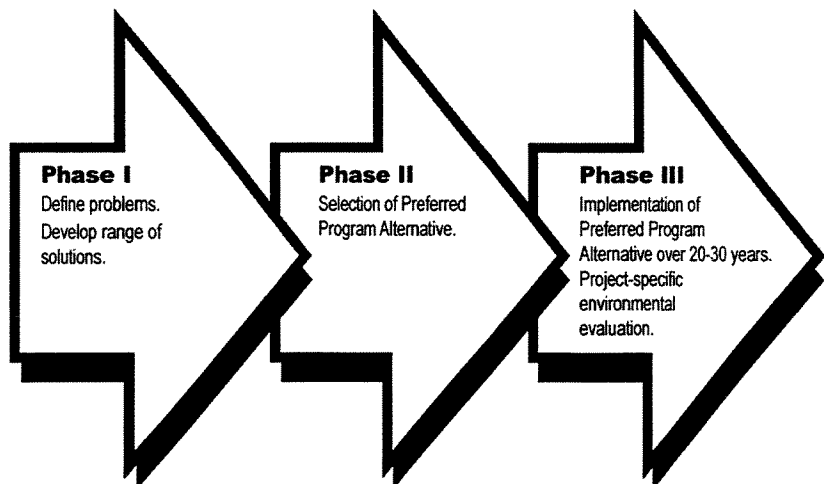 Phase I
Define problems.
Develop range of
solutions.
Phase II
Selection of Preferred
Program Alternative.
Phase III
Implementation of
Preferred Program
Alternative over 20-30 years.
Project-specific
environmental
evaluation.